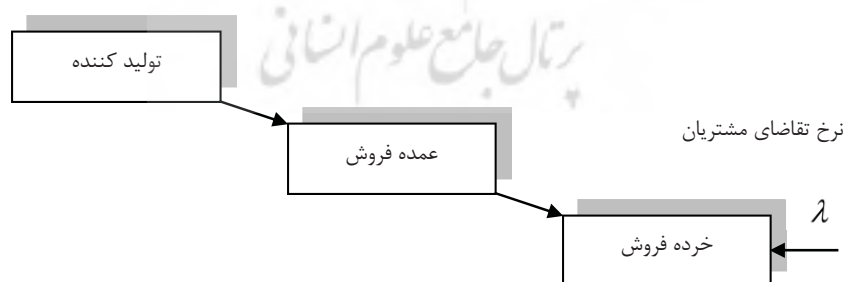 پرتال جامع علوم انسانی
تولید کننده
نرخ تقاضای مشتریان
عمده فروش
λ
خرده فروش